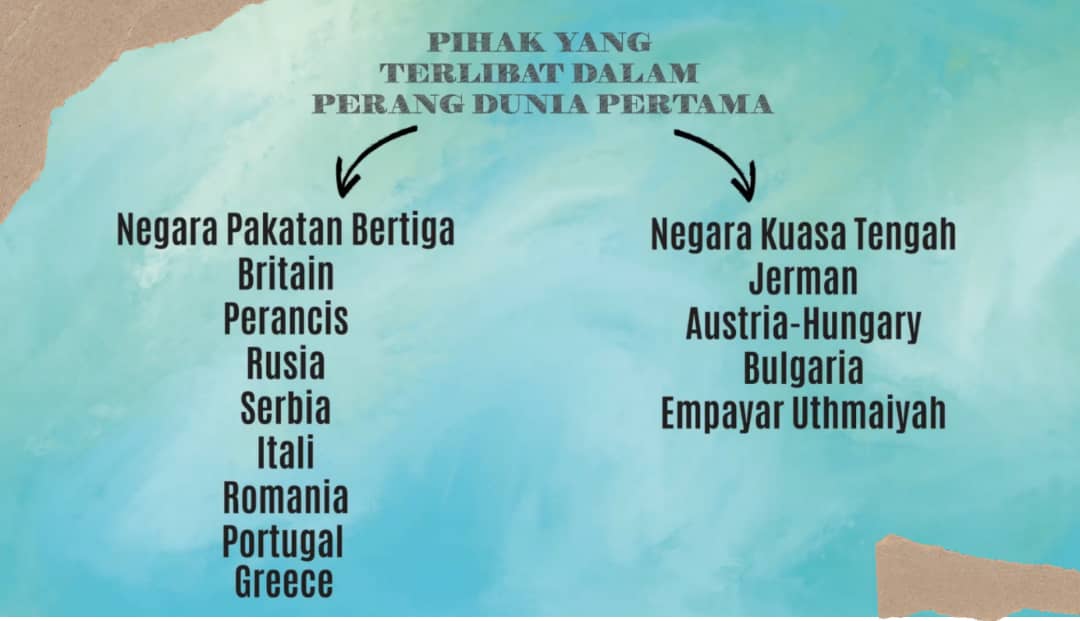 PIHAK YANG
TERLIBAT DALAM
PERANG DUNIA PERTAMA
Negara Pakatan Bertiga
Britain
Perancis
Rusia
Serbia
Itali
Romania
Portugal
Greece
Negara Kuasa Tengah
Jerman
Austria-Hungary
Bulgaria
Empayar Uthmaiyah